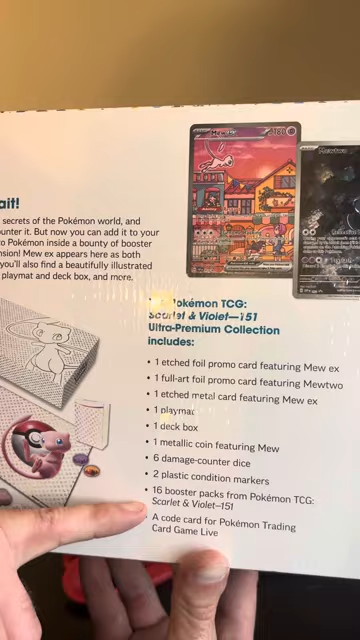 ait!
secrets of the Pokémon world, and
counter it. But now you can add it to your
o Pokémon inside a bounty of booster
nsion! Mew ex appears here as both
you'll also find a beautifully illustrated
playmat and deck box, and more.
Mew ex
Mewtwo
Pokémon TCG:
Scarlet & Violet—151
Ultra-Premium Collection
includes:
• 1 etched foil promo card featuring Mew ex
• 1 full-art foil promo card featuring Mewtwo
• 1 etched metal card featuring Mew ex
• 1 playmat
• 1 deck box
• 1 metallic coin featuring Mew
• 6 damage-counter dice
• 2 plastic condition markers
• 16 booster packs from Pokémon TCG:
Scarlet & Violet—151
A code card for Pokémon Trading
Card Game Live